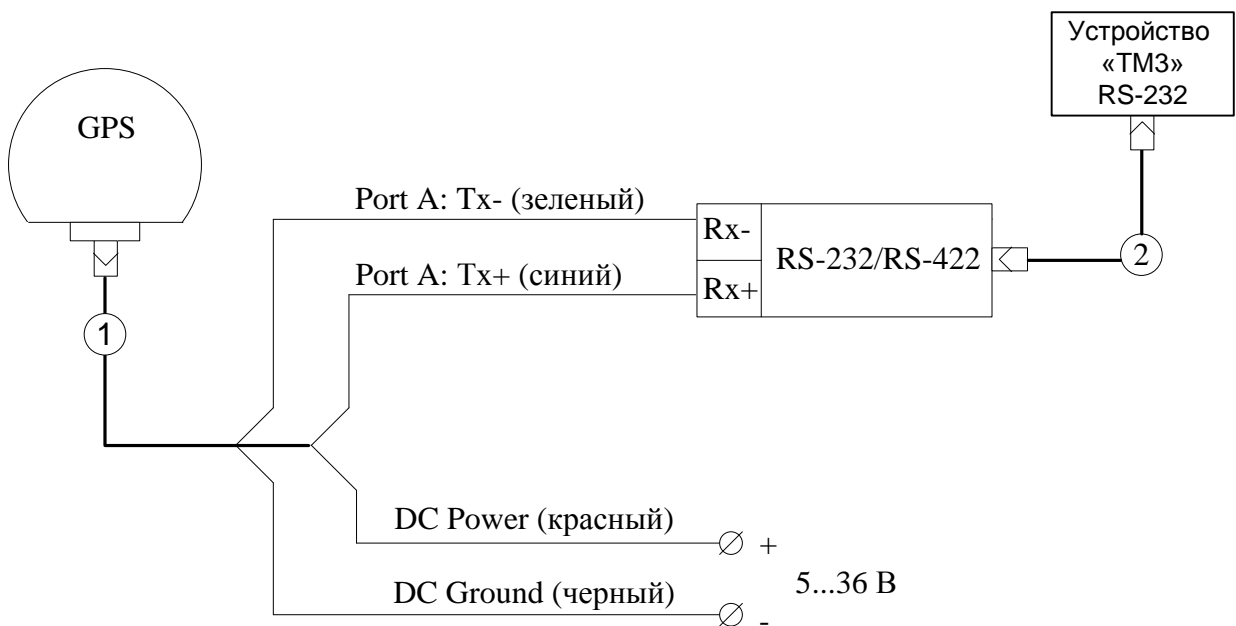 Устройство
«ТМ3»
RS-232
GPS
Port A: Tx- (зеленый)
Rx-
RS-232/RS-422
2
Port A: Tx+ (синий)
Rx+
1
DC Power (красный)
+
5...36 В
DC Ground (черный)
-